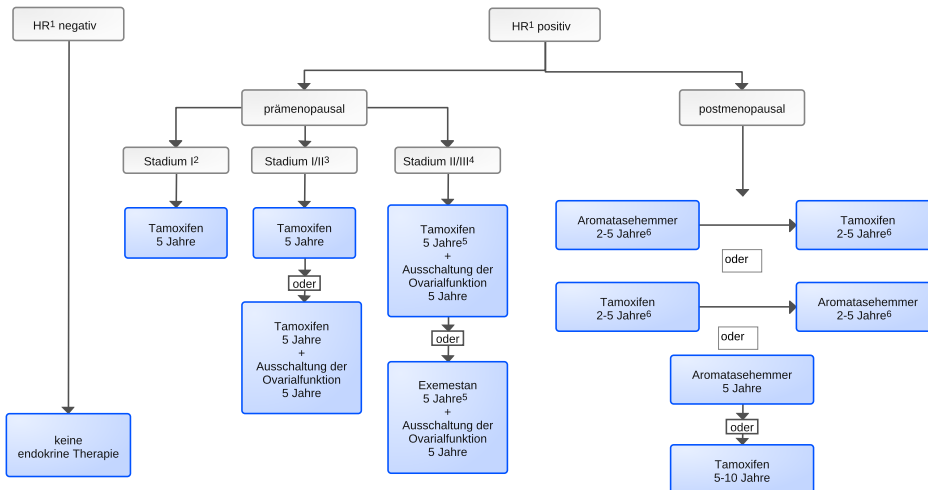 HR¹ negativ
HR¹ positiv
prämenopausal
postmenopausal
Stadium I²
Stadium I/II³
Stadium II/III⁴
Tamoxifen
5 Jahre
Tamoxifen
5 Jahre
oder
Tamoxifen
5 Jahre
+
Ausschaltung der
Ovarialfunktion
5 Jahre
Tamoxifen
5 Jahre⁵
+
Ausschaltung der
Ovarialfunktion
5 Jahre
oder
Exemestan
5 Jahre⁵
+
Ausschaltung der
Ovarialfunktion
5 Jahre
Aromatasehemmer
2-5 Jahre⁶
Tamoxifen
2-5 Jahre⁶
oder
Tamoxifen
2-5 Jahre⁶
Aromatasehemmer
2-5 Jahre⁶
oder
Aromatasehemmer
5 Jahre
oder
Tamoxifen
5-10 Jahre
keine
endokrine Therapie